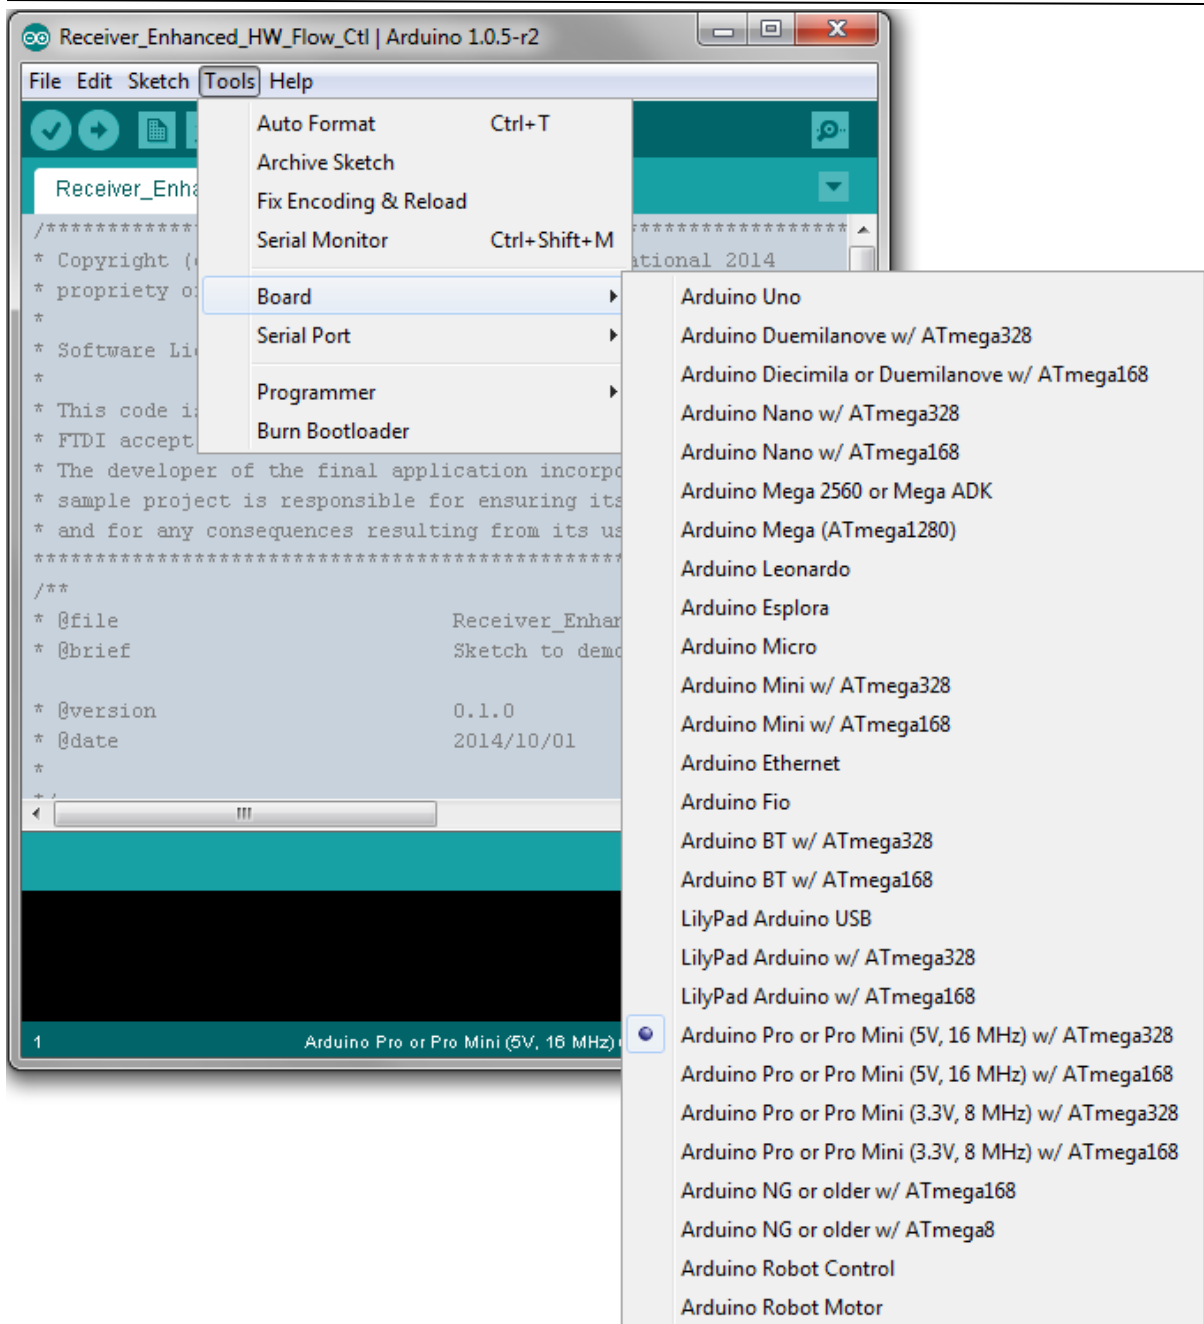 Receiver_Enhanced_HW_Flow_Ctl | Arduino 1.0.5-r2
File Edit Sketch Tools Help
Auto Format Ctrl+T
Archive Sketch
Fix Encoding & Reload
Serial Monitor Ctrl+Shift+M
Board
Serial Port
Programmer
Burn Bootloader
Receiver_Enha
/*************
* Copyright ational 2014
* propriety
*
* Software
*
* This code
* FTDI accept
* The developer of the final application incorpo
* sample project is responsible for ensuring its
* and for any consequences resulting from its us
/**
* @file Receiver_Enhan
* @brief Sketch to demo
* @version 0.1.0
* @date 2014/10/01
*
1 Arduino Pro or Pro Mini (5V, 16 MHz)
Arduino Uno
Arduino Duemilanove w/ ATmega328
Arduino Diecimila or Duemilanove w/ ATmega168
Arduino Nano w/ ATmega328
Arduino Nano w/ ATmega168
Arduino Mega 2560 or Mega ADK
Arduino Mega (ATmega1280)
Arduino Leonardo
Arduino Esplora
Arduino Micro
Arduino Mini w/ ATmega328
Arduino Mini w/ ATmega168
Arduino Ethernet
Arduino Fio
Arduino BT w/ ATmega328
Arduino BT w/ ATmega168
LilyPad Arduino USB
LilyPad Arduino w/ ATmega328
LilyPad Arduino w/ ATmega168
Arduino Pro or Pro Mini (5V, 16 MHz) w/ ATmega328
Arduino Pro or Pro Mini (5V, 16 MHz) w/ ATmega168
Arduino Pro or Pro Mini (3.3V, 8 MHz) w/ ATmega328
Arduino Pro or Pro Mini (3.3V, 8 MHz) w/ ATmega168
Arduino NG or older w/ ATmega168
Arduino NG or older w/ ATmega8
Arduino Robot Control
Arduino Robot Motor